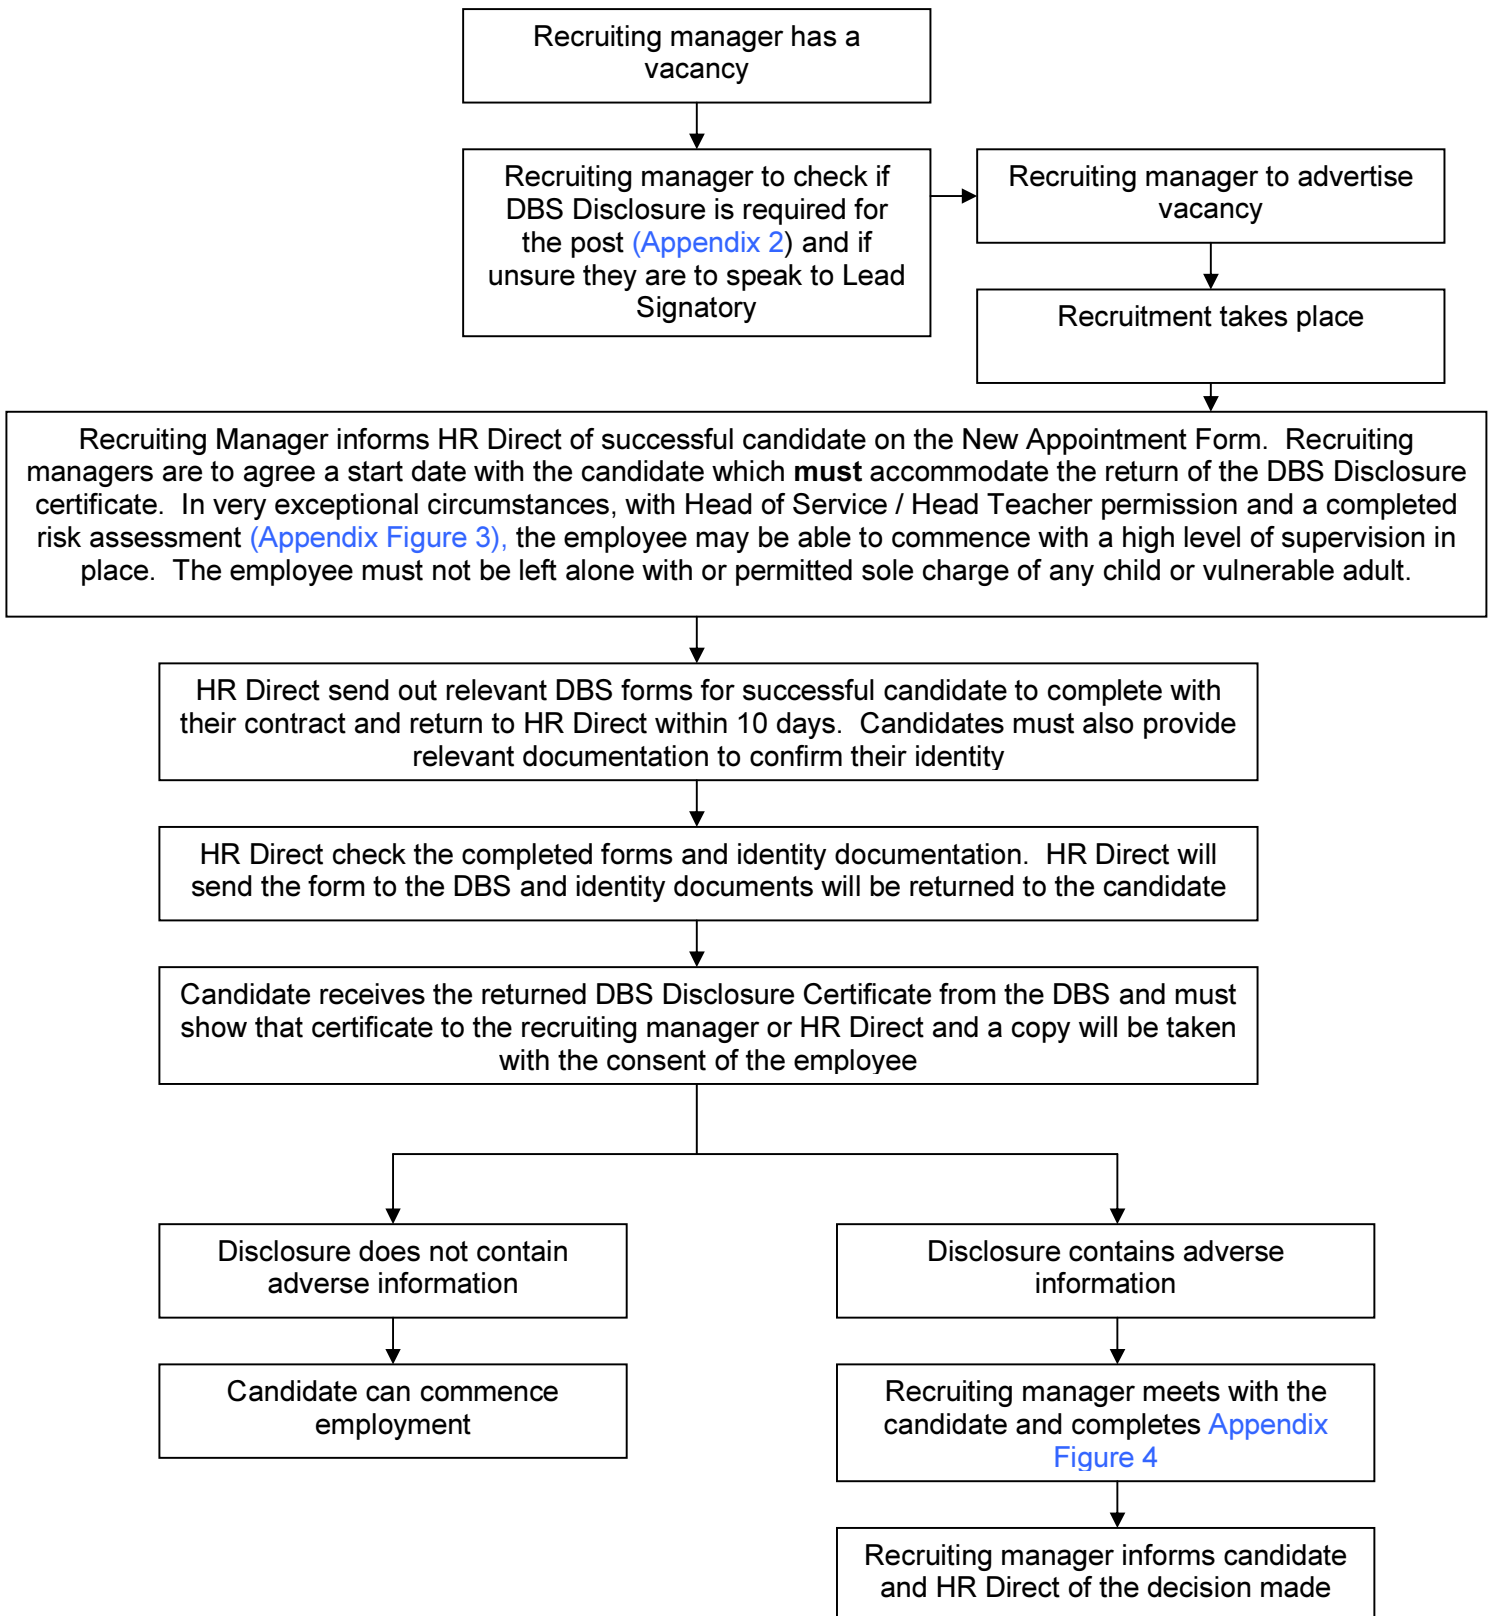 Recruiting manager has a
vacancy
Recruiting manager to check if
DBS Disclosure is required for
the post (Appendix 2) and if
unsure they are to speak to Lead
Signatory
Recruiting manager to advertise
vacancy
Recruitment takes place
Recruiting Manager informs HR Direct of successful candidate on the New Appointment Form.  Recruiting
managers are to agree a start date with the candidate which must accommodate the return of the DBS Disclosure
certificate.  In very exceptional circumstances, with Head of Service / Head Teacher permission and a completed
risk assessment (Appendix Figure 3), the employee may be able to commence with a high level of supervision in
place.  The employee must not be left alone with or permitted sole charge of any child or vulnerable adult.
HR Direct send out relevant DBS forms for successful candidate to complete with
their contract and return to HR Direct within 10 days.  Candidates must also provide
relevant documentation to confirm their identity
HR Direct check the completed forms and identity documentation.  HR Direct will
send the form to the DBS and identity documents will be returned to the candidate
Candidate receives the returned DBS Disclosure Certificate from the DBS and must
show that certificate to the recruiting manager or HR Direct and a copy will be taken
with the consent of the employee
Disclosure does not contain
adverse information
Candidate can commence
employment
Disclosure contains adverse
information
Recruiting manager meets with the
candidate and completes Appendix
Figure 4
Recruiting manager informs candidate
and HR Direct of the decision made